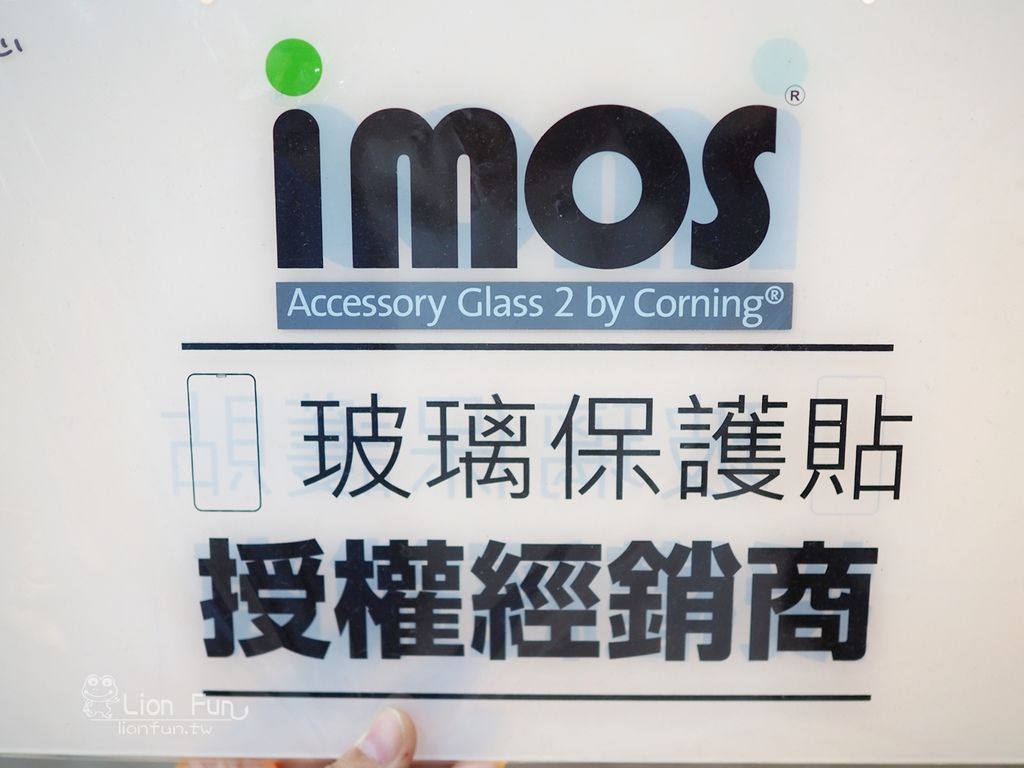 imos®
Accessory Glass 2 by Corning®
玻璃保護貼
授權經銷商
Lion Fun
lionfun.tw